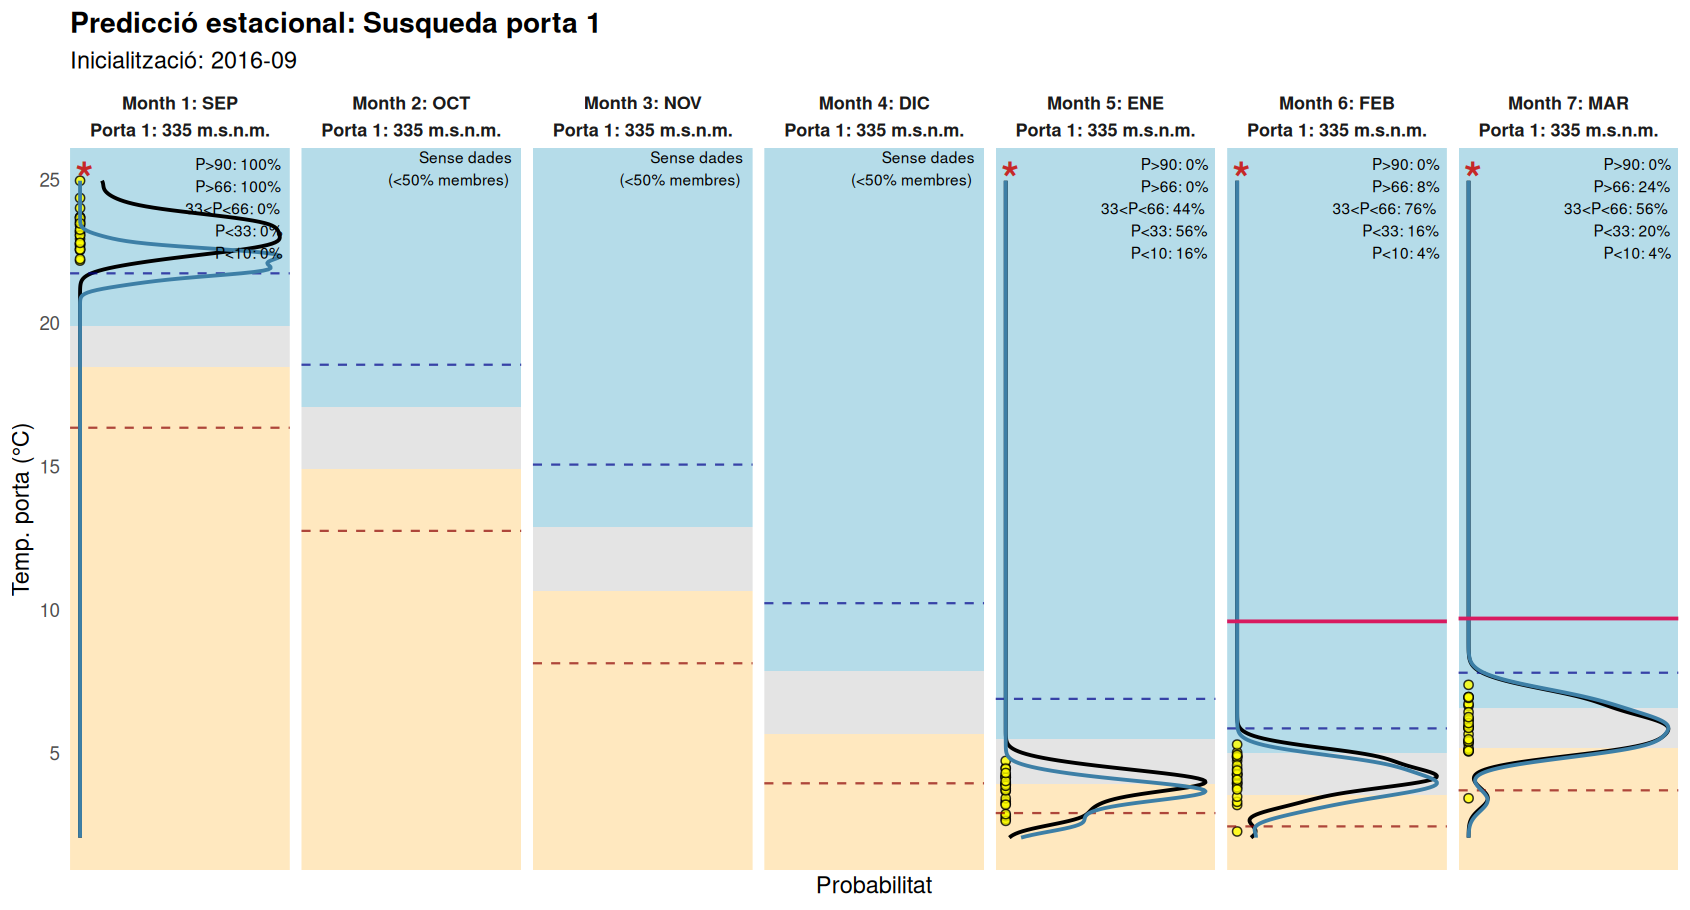 Predicció estacional: Susqueda porta 1
Inicialització: 2016-09
Month 1: SEP
Porta 1: 335 m.s.n.m.
Month 2: OCT
Porta 1: 335 m.s.n.m.
Month 3: NOV
Porta 1: 335 m.s.n.m.
Month 4: DIC
Porta 1: 335 m.s.n.m.
Month 5: ENE
Porta 1: 335 m.s.n.m.
Month 6: FEB
Porta 1: 335 m.s.n.m.
Month 7: MAR
Porta 1: 335 m.s.n.m.
Temp. porta (°C)
25
20
15
10
5
*
P>90: 100%
P>66: 100%
33<P<66: 0%
P<33: 0%
P<10: 0%
Sense dades
(<50% membres)
Sense dades
(<50% membres)
Sense dades
(<50% membres)
*
P>90: 0%
P>66: 0%
33<P<66: 44%
P<33: 56%
P<10: 16%
*
P>90: 0%
P>66: 8%
33<P<66: 76%
P<33: 16%
P<10: 4%
*
P>90: 0%
P>66: 24%
33<P<66: 56%
P<33: 20%
P<10: 4%
Probabilitat